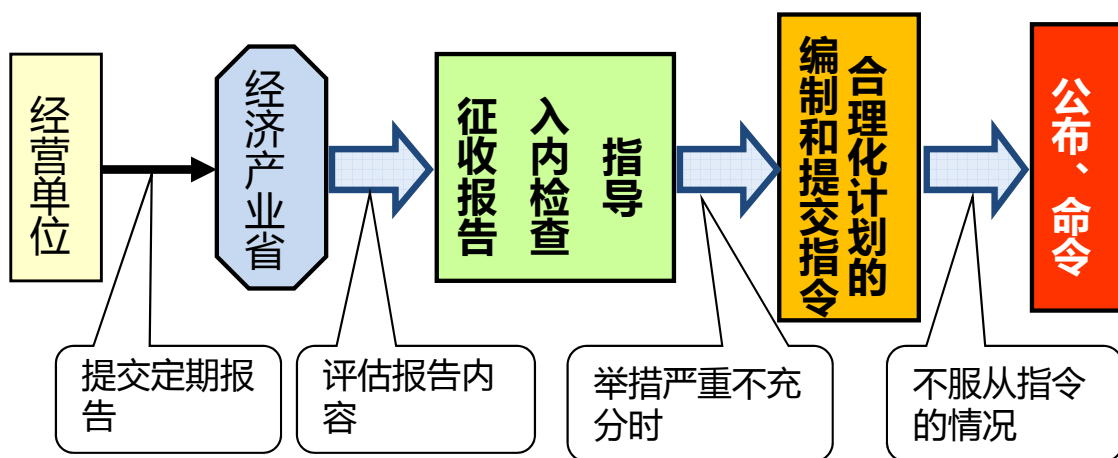 经营单位
经济产业省
征收报告
入内检查
指导
合理化计划的
编制和提交指令
公布、命令
提交定期报
告
评估报告内
容
举措严重不充
分时
不服从指令
的情况